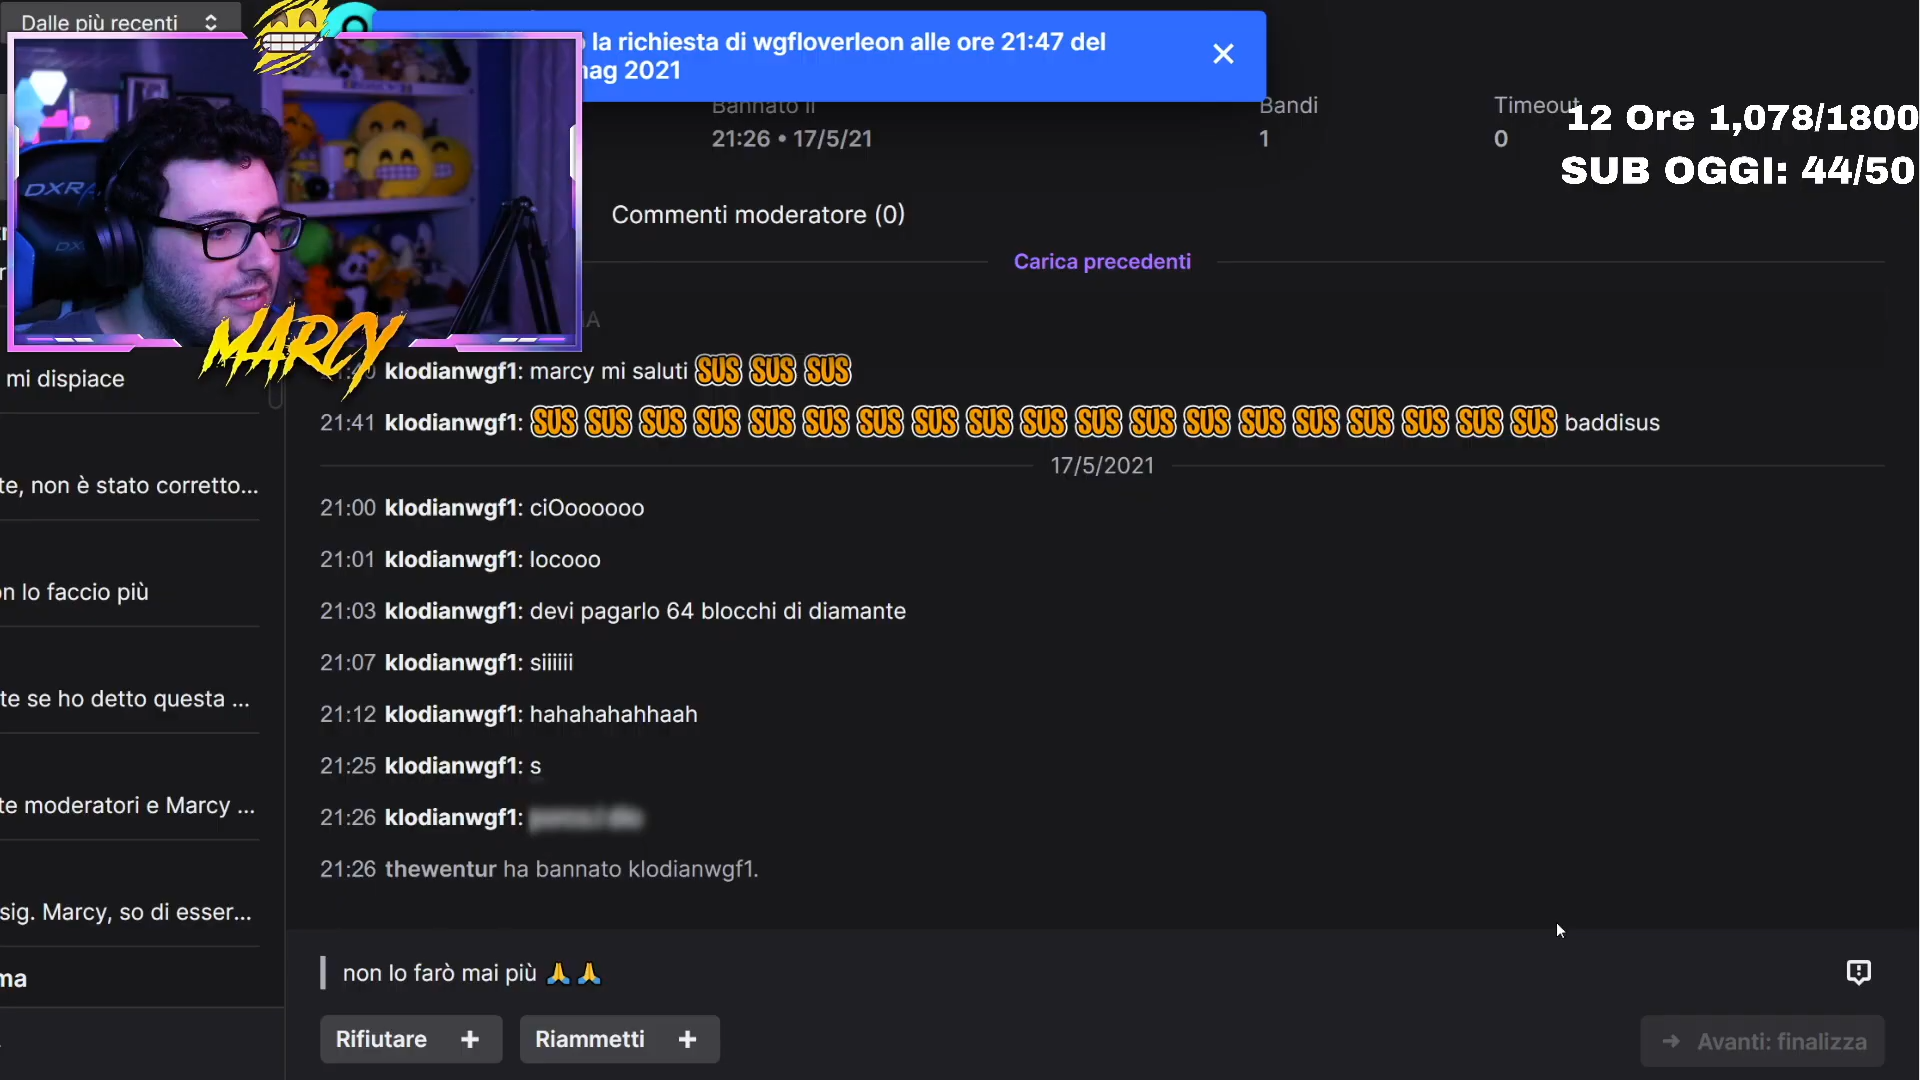 Dalle più recenti
la richiesta di wgfloverleon alle ore 21:47 del
mag 2021
Bannato il
21:26 • 17/5/21
Bandi
1
Timeout
0
12 Ore 1,078/1800
SUB OGGI: 44/50
DXRA
DX
MARCY
Commenti moderatore (0)
Carica precedenti
klodianwgf1: marcy mi saluti SUS SUS SUS
21:41 klodianwgf1: SUS SUS SUS SUS SUS SUS SUS SUS SUS SUS SUS SUS SUS SUS SUS SUS SUS SUS SUS baddisus
17/5/2021
21:00 klodianwgf1: ciOoooooo
21:01 klodianwgf1: locooo
21:03 klodianwgf1: devi pagarlo 64 blocchi di diamante
21:07 klodianwgf1: siiiiii
21:12 klodianwgf1: hahahahahhaah
21:25 klodianwgf1: s
21:26 klodianwgf1:
21:26 thewentur ha bannato klodianwgf1.
mi dispiace
te, non è stato corretto...
n lo faccio più
te se ho detto questa ...
te moderatori e Marcy ...
sig. Marcy, so di esser...
ma
non lo farò mai più 🙏 🙏
Rifiutare +
Riammetti +
→ Avanti: finalizza